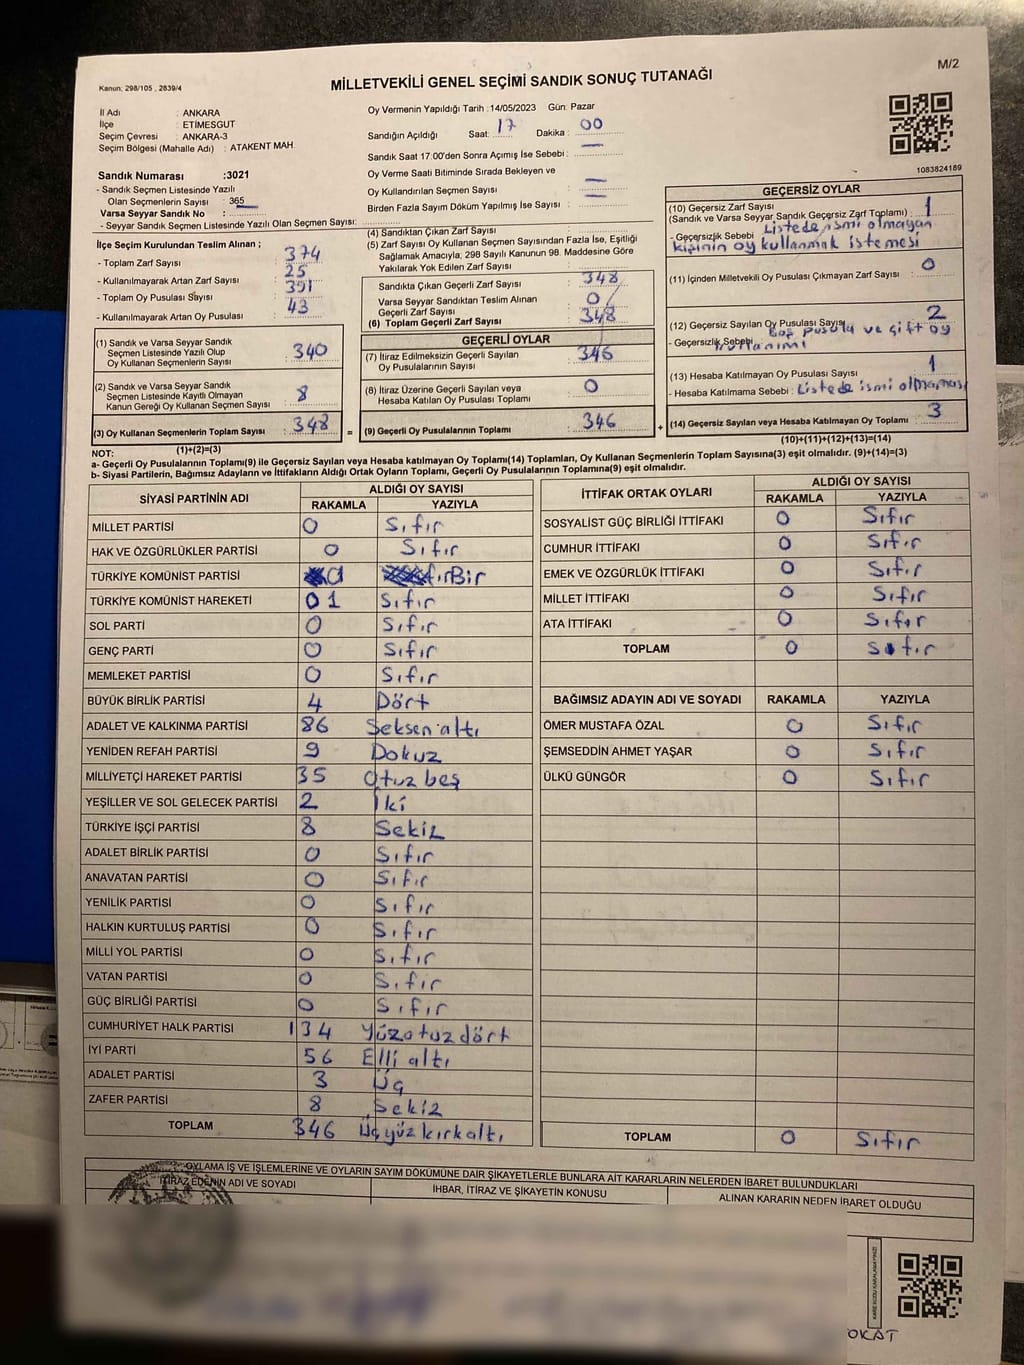 M/2
Kanun, 298/105 , 2839/4
MİLLETVEKİLİ GENEL SEÇİMİ SANDIK SONUÇ TUTANAĞI
İl Adı : ANKARA
İlçe : ETİMESGUT
Seçim Çevresi : ANKARA-3
Seçim Bölgesi (Mahalle Adı) : ATAKENT MAH.
Oy Vermenin Yapıldığı Tarih : 14/05/2023 Gün: Pazar
Sandığın Açıldığı Saat: 17 Dakika : 00
Sandık Saat 17:00'den Sonra Açımış İse Sebebi : —
Oy Verme Saati Bitiminde Sırada Bekleyen ve
Oy Kullandırılan Seçmen Sayısı —
Birden Fazla Sayım Döküm Yapılmış İse Sayısı : —
1083824189
Sandık Numarası :3021
- Sandık Seçmen Listesinde Yazılı
Olan Seçmenlerin Sayısı : 365
Varsa Seyyar Sandık No :
- Seyyar Sandık Seçmen Listesinde Yazılı Olan Seçmen Sayısı:
İlçe Seçim Kurulundan Teslim Alınan ;
- Toplam Zarf Sayısı : 374
- Kullanılmayarak Artan Zarf Sayısı : 25
- Toplam Oy Pusulası Sayısı : 391
- Kullanılmayarak Artan Oy Pusulası : 43
(1) Sandık ve Varsa Seyyar Sandık
Seçmen Listesinde Yazılı Olup
Oy Kullanan Seçmenlerin Sayısı : 340
(2) Sandık ve Varsa Seyyar Sandık
Seçmen Listesinde Kayıtlı Olmayan
Kanun Gereği Oy Kullanan Seçmen Sayısı : 8
(3) Oy Kullanan Seçmenlerin Toplam Sayısı : 348
(4) Sandıktan Çıkan Zarf Sayısı :
(5) Zarf Sayısı Oy Kullanan Seçmen Sayısından Fazla İse, Eşitliği
Sağlamak Amacıyla, 298 Sayılı Kanunun 98. Maddesine Göre
Yakılarak Yok Edilen Zarf Sayısı :
Sandıkta Çıkan Geçerli Zarf Sayısı : 348
Varsa Seyyar Sandıktan Teslim Alınan
Geçerli Zarf Sayısı : 0
(6) Toplam Geçerli Zarf Sayısı : 348
GEÇERLİ OYLAR
(7) İtiraz Edilmeksizin Geçerli Sayılan
Oy Pusulalarının Sayısı : 346
(8) İtiraz Üzerine Geçerli Sayılan veya
Hesaba Katılan Oy Pusulası Toplamı : 0
= (9) Geçerli Oy Pusulalarının Toplamı : 346 +
GEÇERSİZ OYLAR
(10) Geçersiz Zarf Sayısı
(Sandık ve Varsa Seyyar Sandık Geçersiz Zarf Toplamı) : 1
- Geçersizlik Sebebi : Listede ismi olmayan
kişinin oy kullanmak istemesi
(11) İçinden Milletvekili Oy Pusulası Çıkmayan Zarf Sayısı : 0
(12) Geçersiz Sayılan Oy Pusulası Sayısı : 2
- Geçersizlik Sebebi : Boş pusula ve çift oy
kullanımı
(13) Hesaba Katılmayan Oy Pusulası Sayısı : 1
- Hesaba Katılmama Sebebi : Listede ismi olmaması
(14) Geçersiz Sayılan veya Hesaba Katılmayan Oy Toplamı : 3
(10)+(11)+(12)+(13)=(14)
(1)+(2)=(3)
NOT:
a- Geçerli Oy Pusulalarının Toplamı(9) ile Geçersiz Sayılan veya Hesaba katılmayan Oy Toplamı(14) Toplamları, Oy Kullanan Seçmenlerin Toplam Sayısına(3) eşit olmalıdır. (9)+(14)=(3)
b- Siyasi Partilerin, Bağımsız Adayların ve İttifakların Aldığı Ortak Oyların Toplamı, Geçerli Oy Pusulalarının Toplamına(9) eşit olmalıdır.
SİYASİ PARTİNİN ADI ALDIĞI OY SAYISI
RAKAMLA YAZIYLA
MİLLET PARTİSİ 0 Sıfır
HAK VE ÖZGÜRLÜKLER PARTİSİ 0 Sıfır
TÜRKİYE KOMÜNİST PARTİSİ Bir
TÜRKİYE KOMÜNİST HAREKETİ 0 1 Sıfır
SOL PARTİ 0 Sıfır
GENÇ PARTİ 0 Sıfır
MEMLEKET PARTİSİ 0 Sıfır
BÜYÜK BİRLİK PARTİSİ 4 Dört
ADALET VE KALKINMA PARTİSİ 86 Seksen altı
YENİDEN REFAH PARTİSİ 9 Dokuz
MİLLİYETÇİ HAREKET PARTİSİ 35 Otuz beş
YEŞİLLER VE SOL GELECEK PARTİSİ 2 İki
TÜRKİYE İŞÇİ PARTİSİ 8 Sekiz
ADALET BİRLİK PARTİSİ 0 Sıfır
ANAVATAN PARTİSİ 0 Sıfır
YENİLİK PARTİSİ 0 Sıfır
HALKIN KURTULUŞ PARTİSİ 0 Sıfır
MİLLİ YOL PARTİSİ 0 Sıfır
VATAN PARTİSİ 0 Sıfır
GÜÇ BİRLİĞİ PARTİSİ 0 Sıfır
CUMHURİYET HALK PARTİSİ 134 Yüzotuzdört
İYİ PARTİ 56 Elli altı
ADALET PARTİSİ 3 Üç
ZAFER PARTİSİ 8 Sekiz
TOPLAM 346 Üçyüzkırkaltı
İTTİFAK ORTAK OYLARI ALDIĞI OY SAYISI
RAKAMLA YAZIYLA
SOSYALİST GÜÇ BİRLİĞİ İTTİFAKI 0 Sıfır
CUMHUR İTTİFAKI 0 Sıfır
EMEK VE ÖZGÜRLÜK İTTİFAKI 0 Sıfır
MİLLET İTTİFAKI 0 Sıfır
ATA İTTİFAKI 0 Sıfır
TOPLAM 0 Sıfır
BAĞIMSIZ ADAYIN ADI VE SOYADI RAKAMLA YAZIYLA
ÖMER MUSTAFA ÖZAL 0 Sıfır
ŞEMSEDDİN AHMET YAŞAR 0 Sıfır
ÜLKÜ GÜNGÖR 0 Sıfır
TOPLAM 0 Sıfır
OYLAMA İŞ VE İŞLEMLERİNE VE OYLARIN SAYIM DÖKÜMÜNE DAİR ŞİKAYETLERLE BUNLARA AİT KARARLARIN NELERDEN İBARET BULUNDUKLARI
İTİRAZ EDENİN ADI VE SOYADI İHBAR, İTİRAZ VE ŞİKAYETİN KONUSU ALINAN KARARIN NEDEN İBARET OLDUĞU
KARE KODU KARALAMAYINIZ!
OKAT